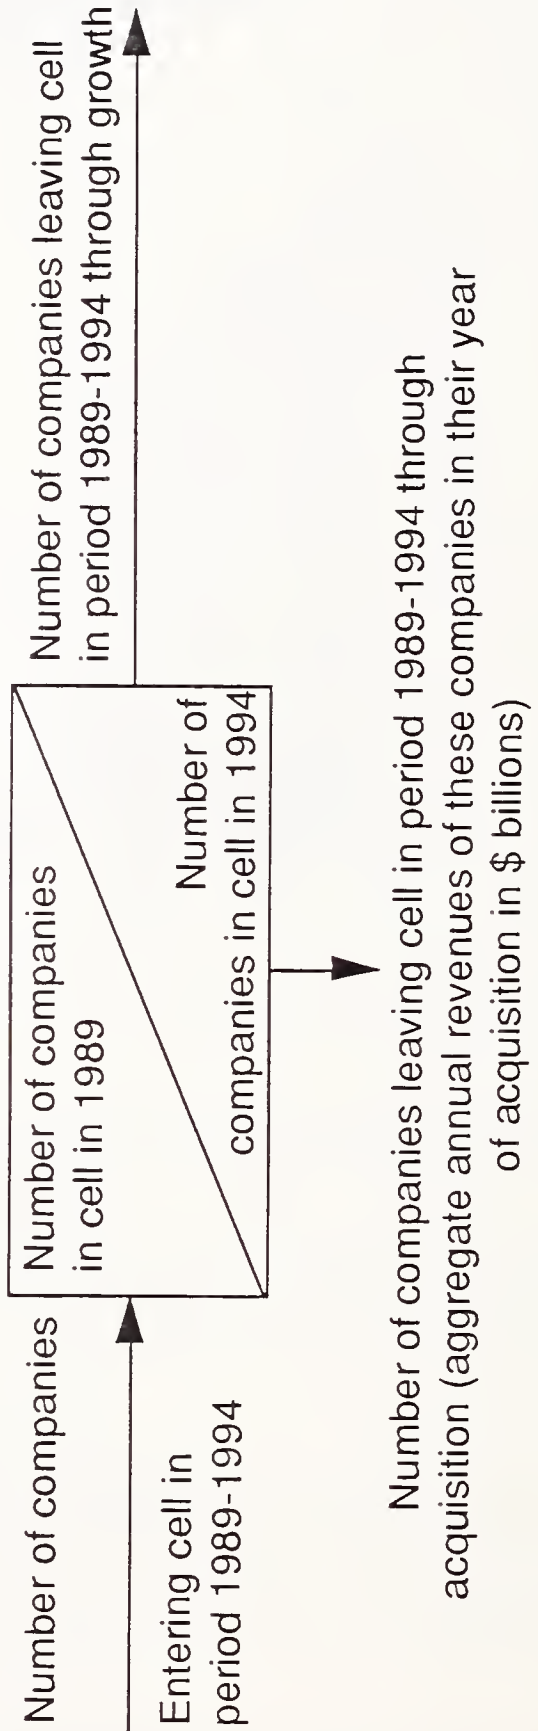 Number of companies
Entering cell in
period 1989-1994
Number of companies
in cell in 1989
Number of
companies in cell in 1994
Number of companies leaving cell
in period 1989-1994 through growth
Number of companies leaving cell in period 1989-1994 through
acquisition (aggregate annual revenues of these companies in their year
of acquisition in $ billions)